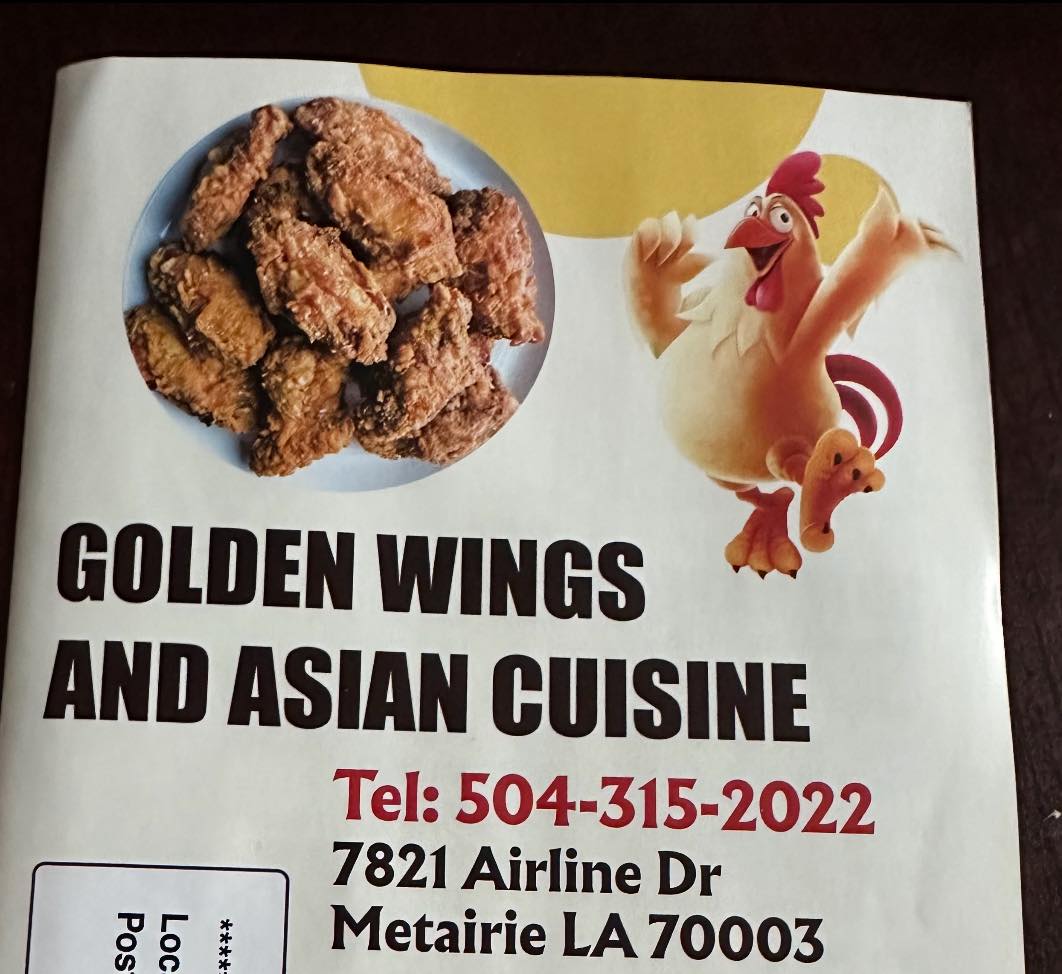 GOLDEN WINGS
AND ASIAN CUISINE
Tel: 504-315-2022
7821 Airline Dr
Metairie LA 70003